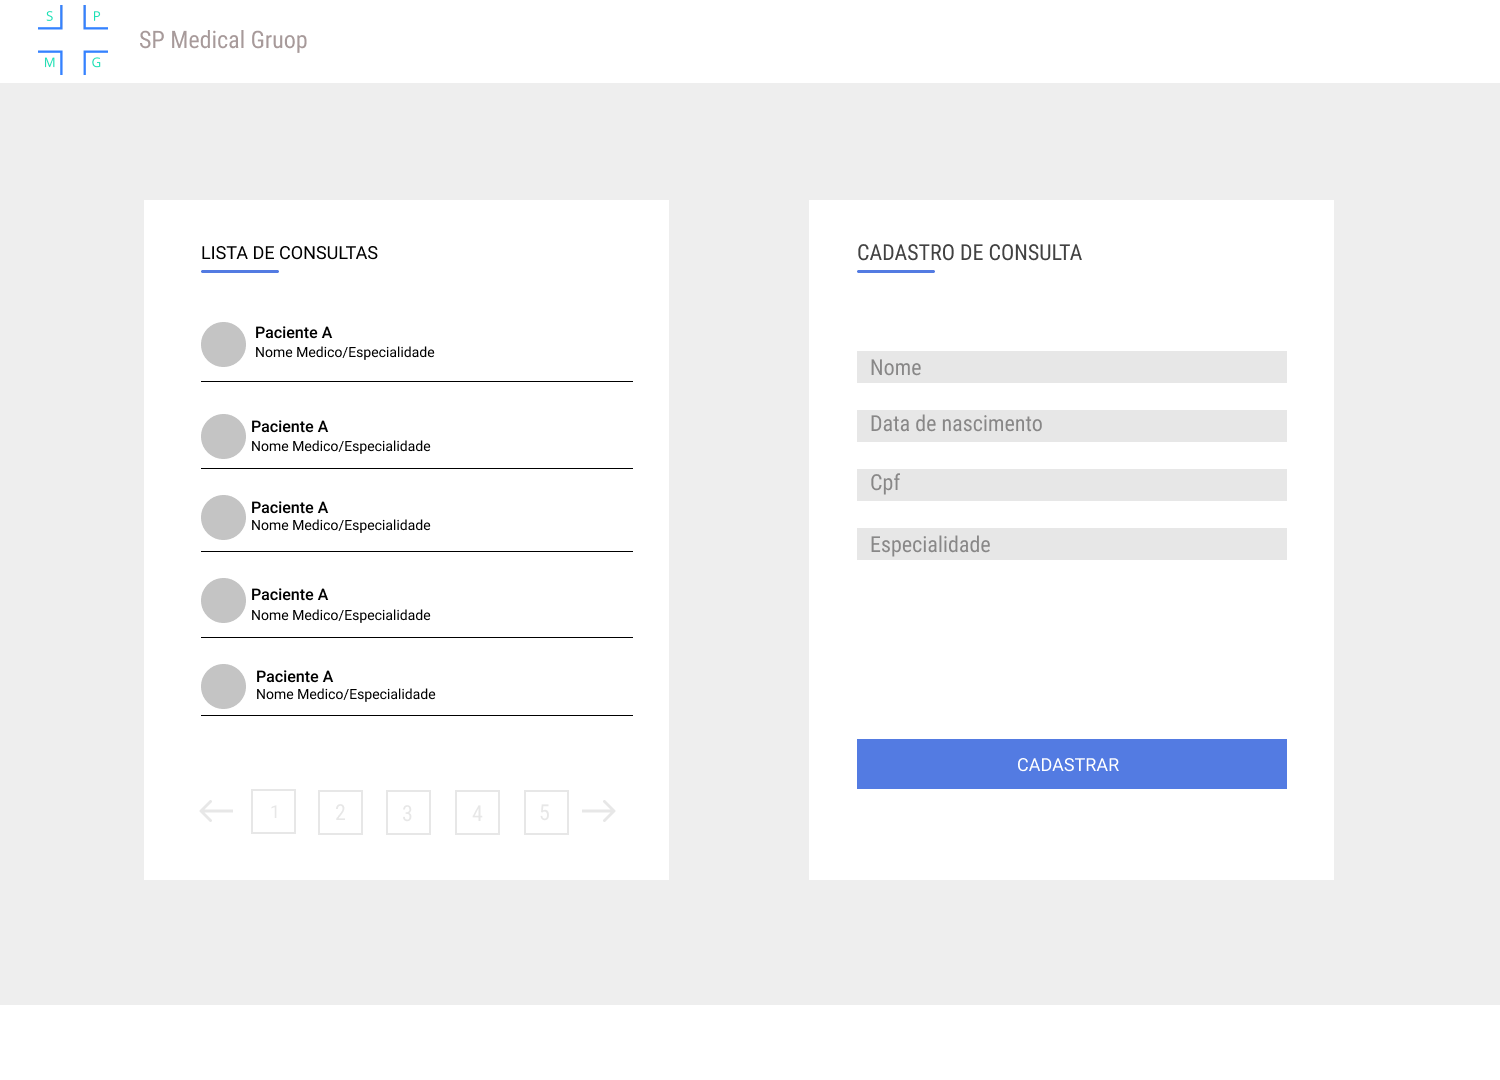 S P
M G
SP Medical Gruop
LISTA DE CONSULTAS
Paciente A
Nome Medico/Especialidade
Paciente A
Nome Medico/Especialidade
Paciente A
Nome Medico/Especialidade
Paciente A
Nome Medico/Especialidade
Paciente A
Nome Medico/Especialidade
1 2 3 4 5
CADASTRO DE CONSULTA
Nome
Data de nascimento
Cpf
Especialidade
CADASTRAR